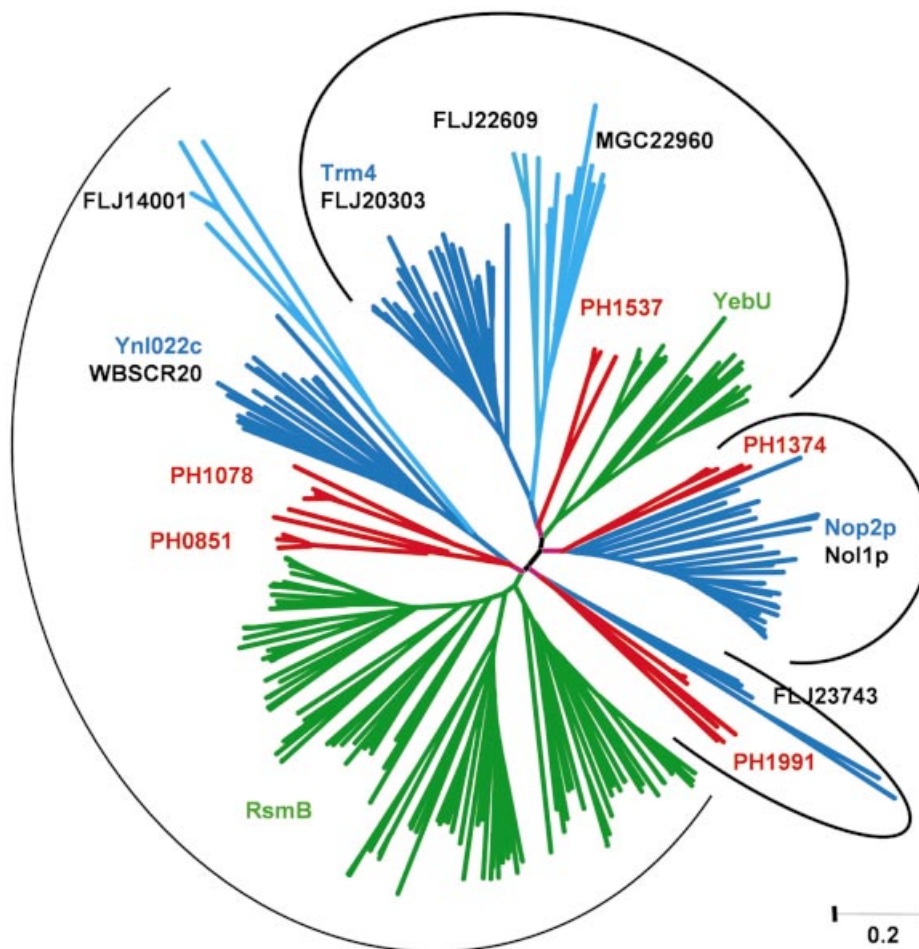 FLJ22609
MGC22960
Trm4
FLJ20303
FLJ14001
PH1537
YebU
Ynl022c
WBSCR20
PH1374
PH1078
Nop2p
PH0851
Nol1p
FLJ23743
PH1991
RsmB
0.2